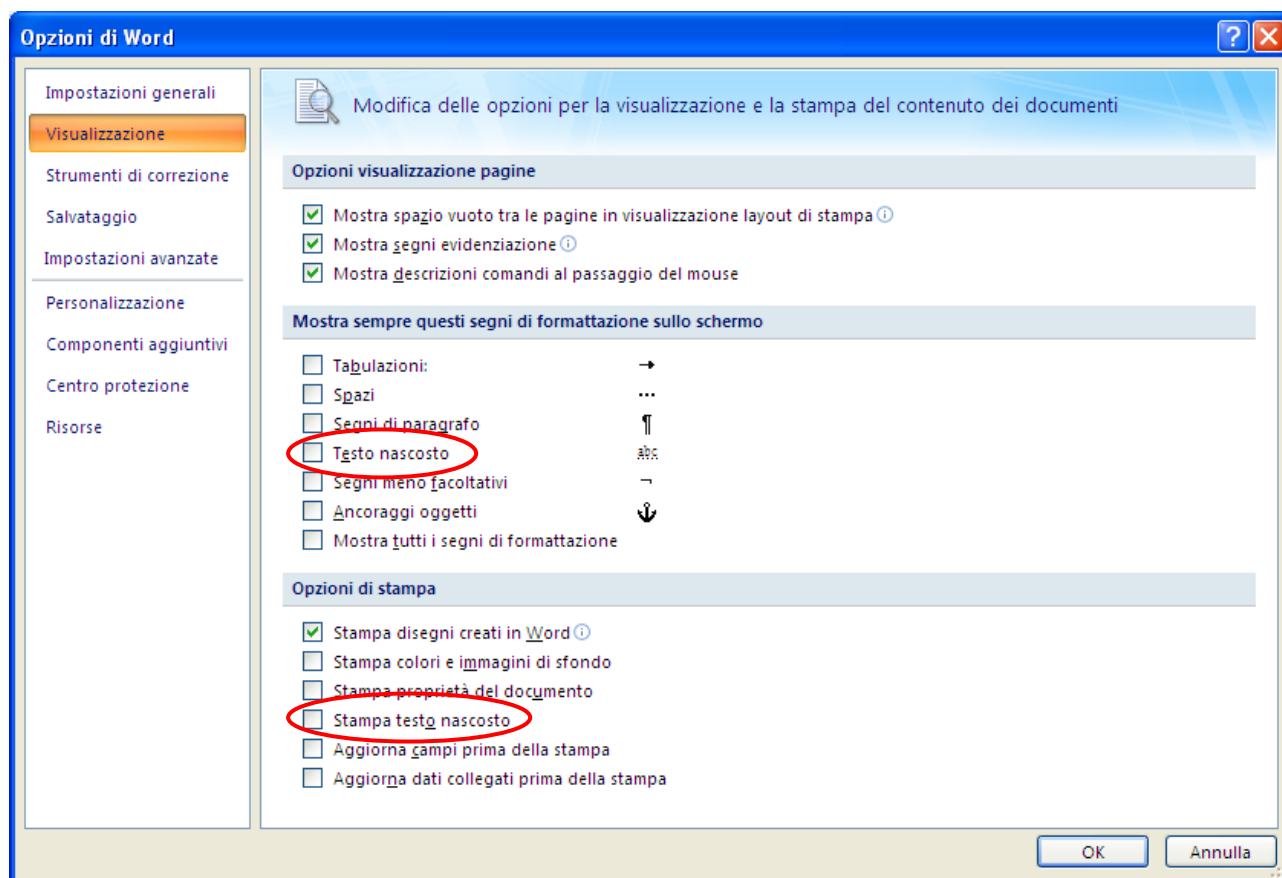 Opzioni di Word
Impostazioni generali
Visualizzazione
Strumenti di correzione
Salvataggio
Impostazioni avanzate
Personalizzazione
Componenti aggiuntivi
Centro protezione
Risorse
Modifica delle opzioni per la visualizzazione e la stampa del contenuto dei documenti
Opzioni visualizzazione pagine
Mostra spazio vuoto tra le pagine in visualizzazione layout di stampa
Mostra segni evidenziazione
Mostra descrizioni comandi al passaggio del mouse
Mostra sempre questi segni di formattazione sullo schermo
Tabulazioni: →
Spazi ...
Segni di paragrafo ¶
Testo nascosto abc
Segni meno facoltativi ¬
Ancoraggi oggetti
Mostra tutti i segni di formattazione
Opzioni di stampa
Stampa disegni creati in Word
Stampa colori e immagini di sfondo
Stampa proprietà del documento
Stampa testo nascosto
Aggiorna campi prima della stampa
Aggiorna dati collegati prima della stampa
OK Annulla